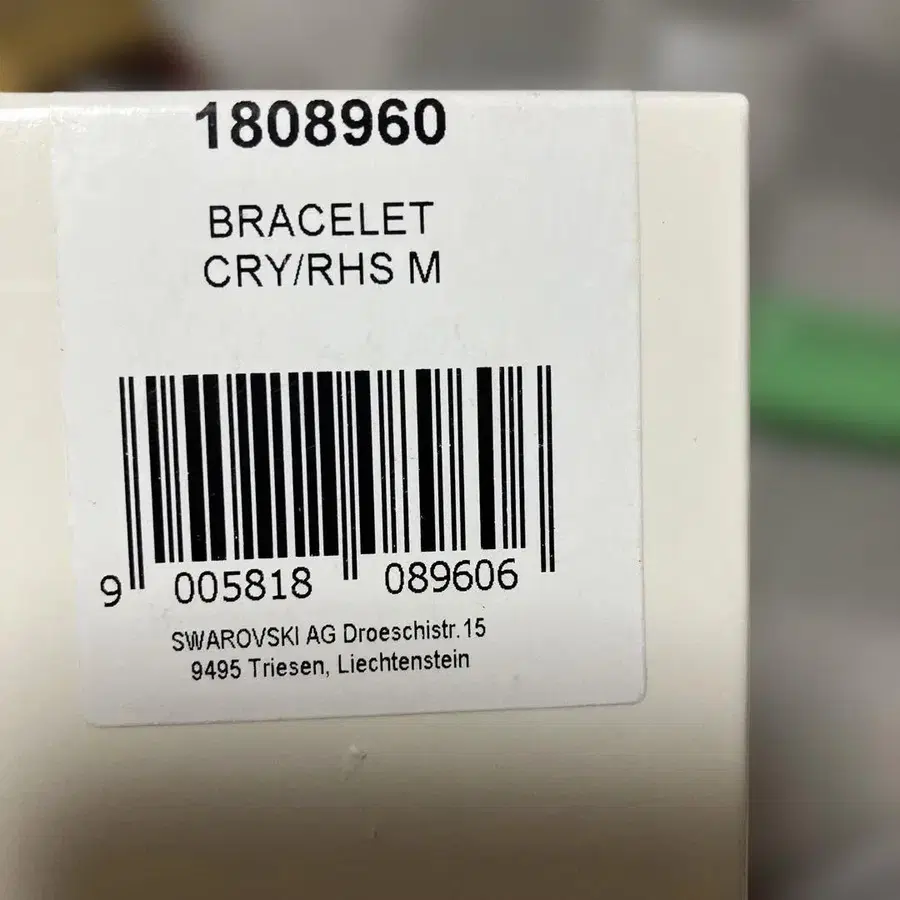 1808960
BRACELET
CRY/RHS M
9 005818 089606
SWAROVSKI AG Droeschistr.15
9495 Triesen, Liechtenstein